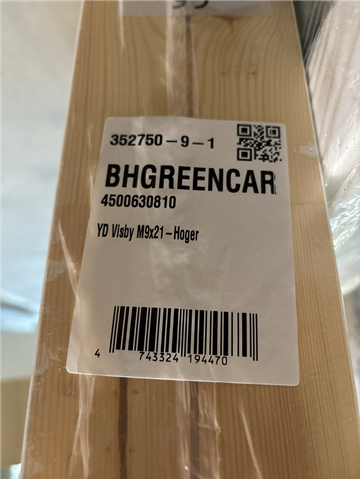 352750-9-1
BHGREENCAR
4500630810
YD Visby M9x21-Hoger
4 743324 194470